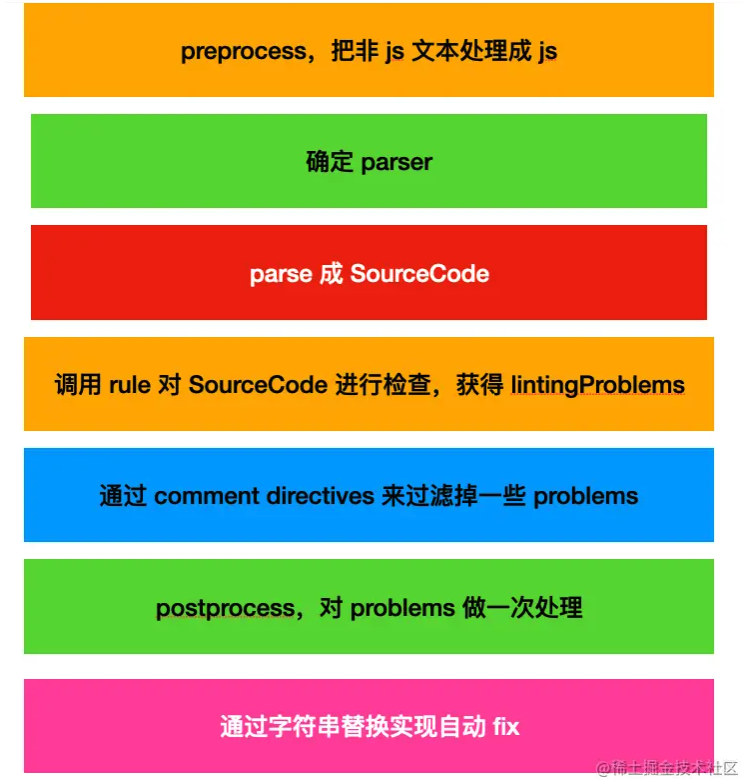 preprocess，把非 js 文本处理成 js
确定 parser
parse 成 SourceCode
调用 rule 对 SourceCode 进行检查，获得 lintingProblems
通过 comment directives 来过滤掉一些 problems
postprocess，对 problems 做一次处理
通过字符串替换实现自动 fix
@稀土掘金技术社区